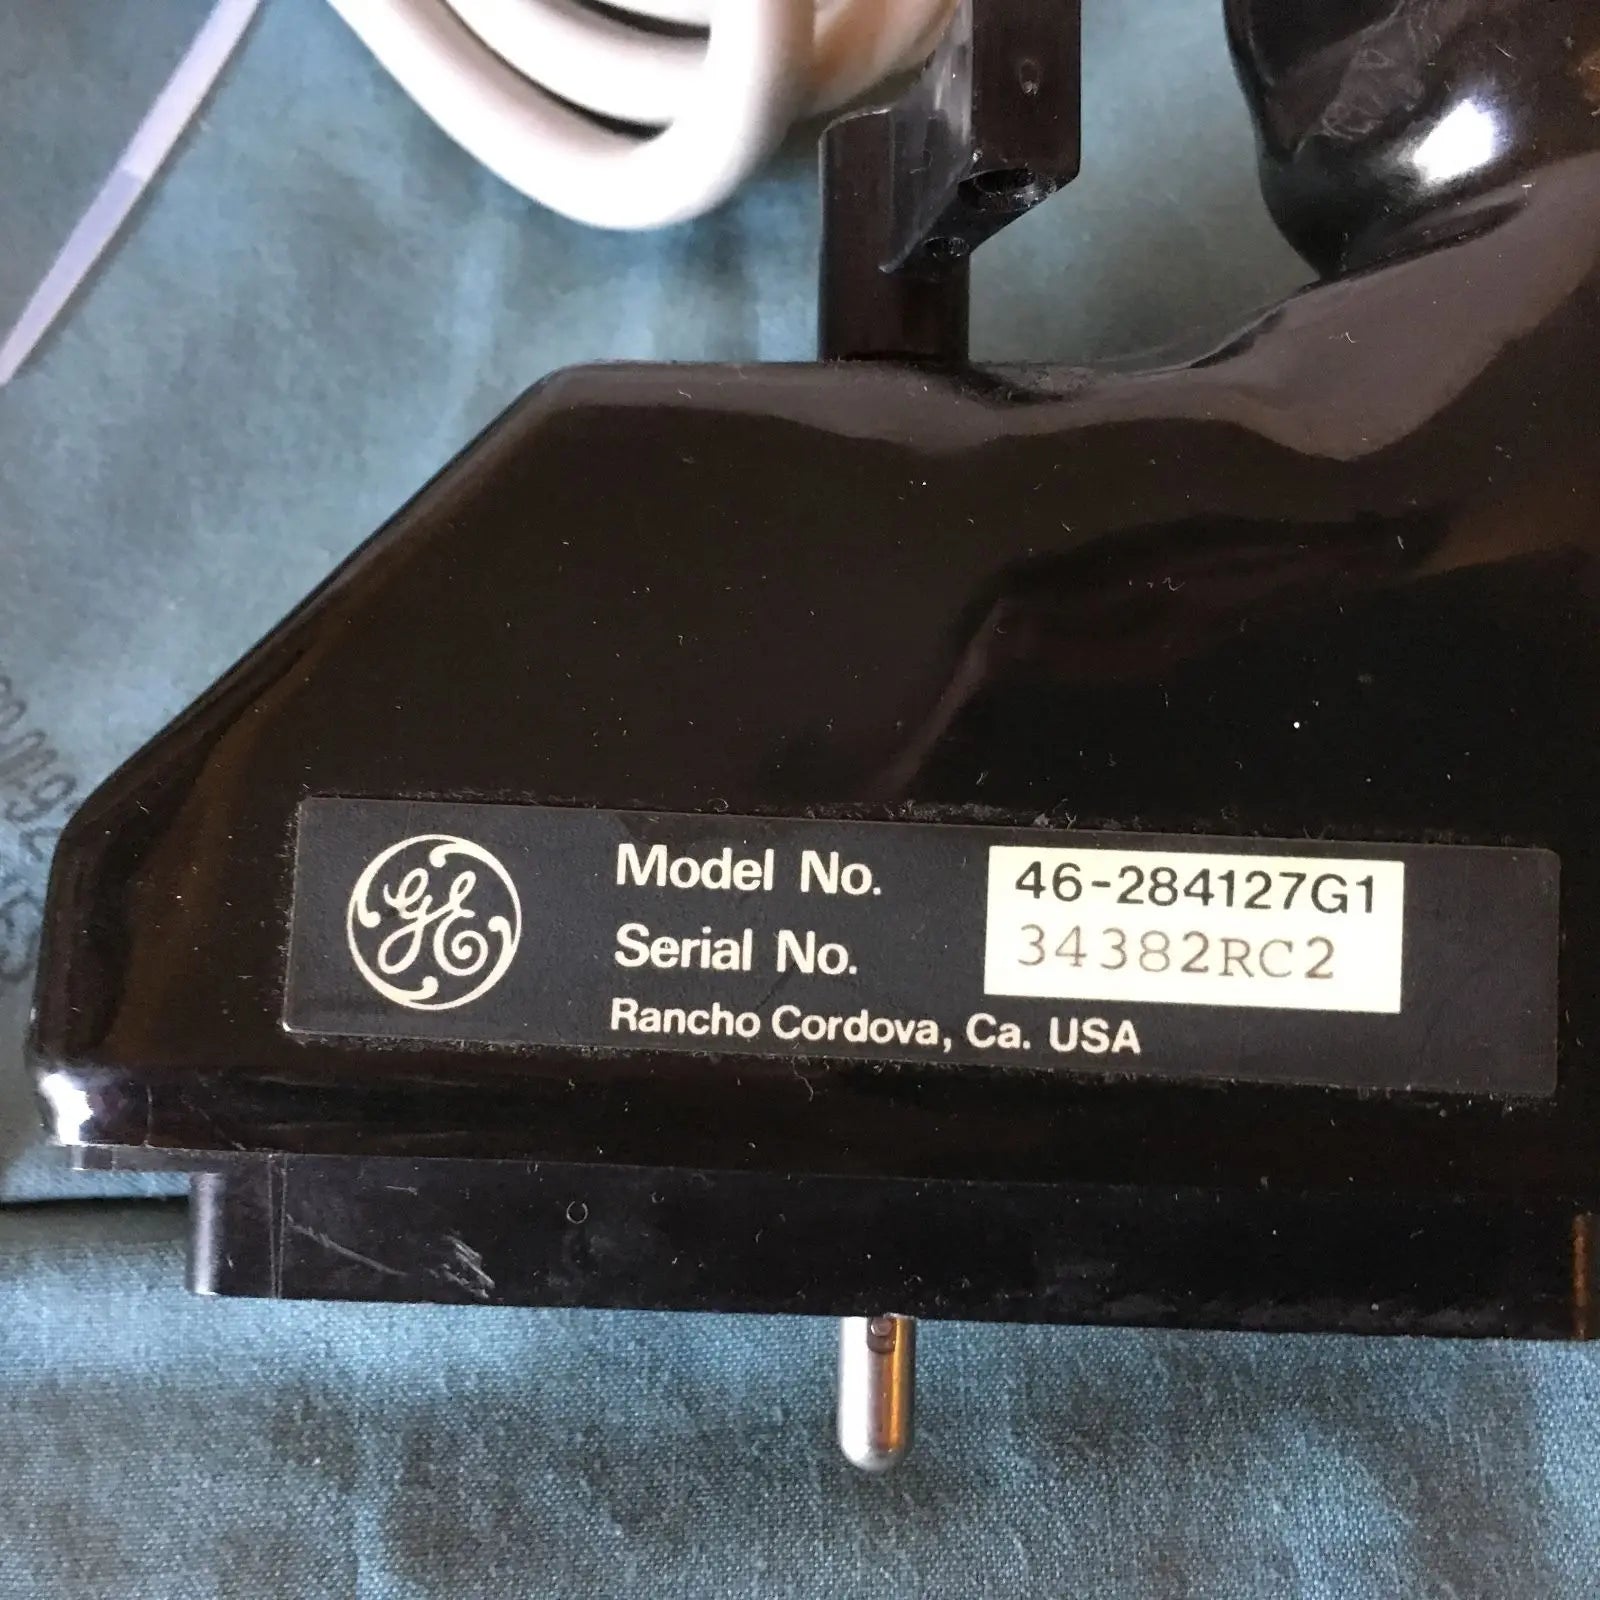 GE
Model No. 46-284127G1
Serial No. 34382RC2
Rancho Cordova, Ca. USA